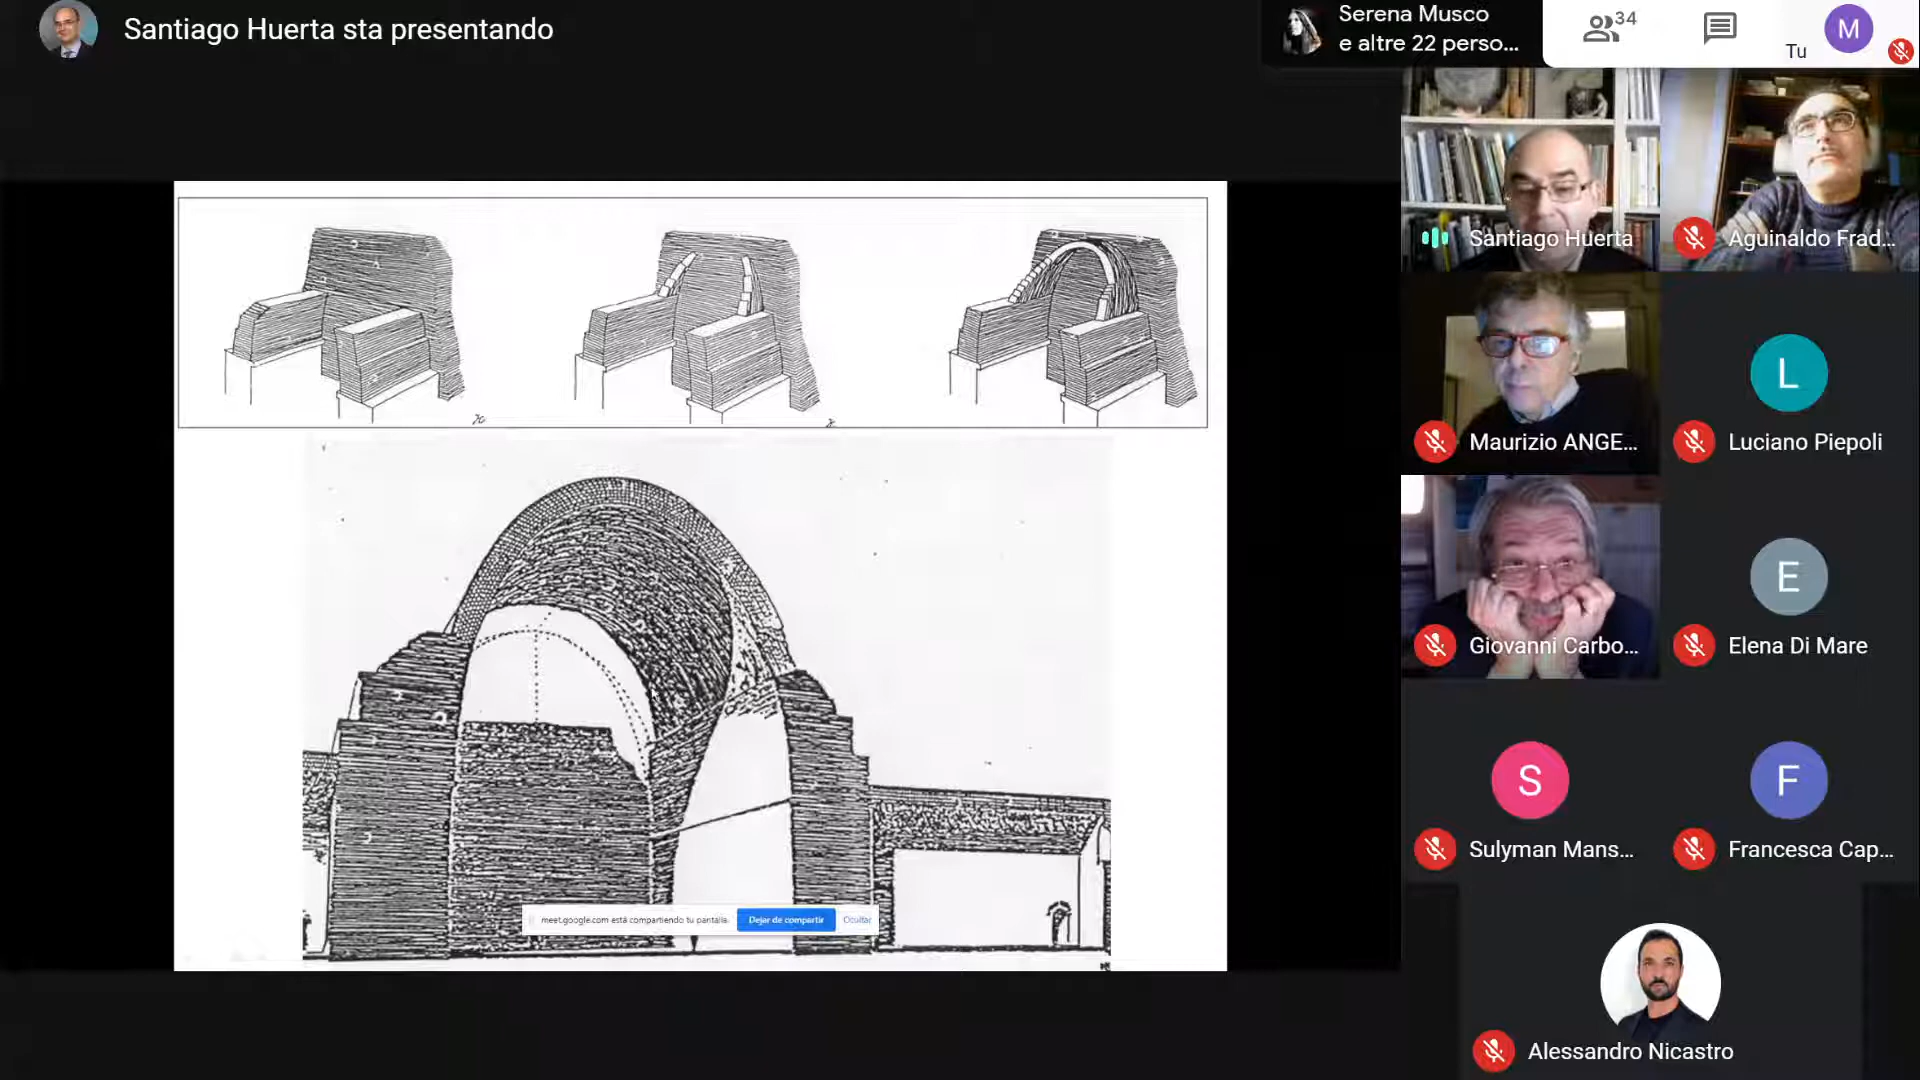 Santiago Huerta sta presentando
Serena Musco
e altre 22 perso...
34
Tu
M
Santiago Huerta
Aguinaldo Frad...
Maurizio ANGE...
L
Luciano Piepoli
Giovanni Carbo...
E
Elena Di Mare
S
Sulyman Mans...
F
Francesca Cap...
Alessandro Nicastro
meet.google.com está compartiendo tu pantalla.
Dejar de compartir
Ocultar